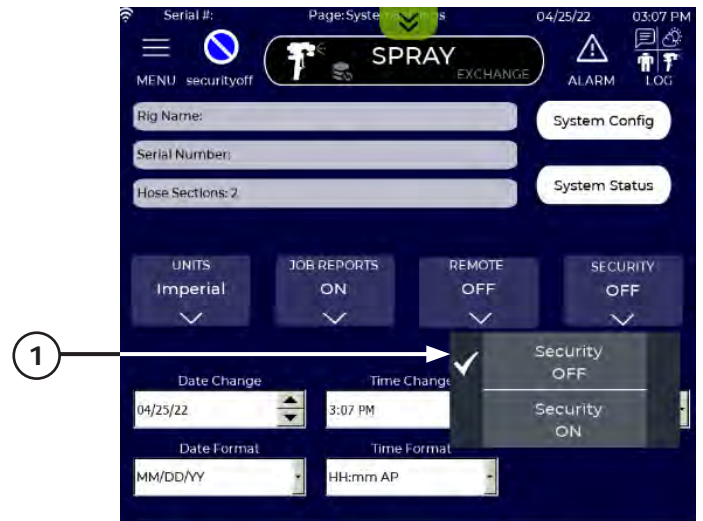 Serial #:
Page:Syste
04/25/22
03:07 PM
MENU
securityoff
SPRAY
EXCHANGE
ALARM
LOG
Rig Name:
System Config
Serial Number:
Hose Sections: 2
System Status
UNITS
Imperial
JOB REPORTS
ON
REMOTE
OFF
SECURITY
OFF
1
Security
OFF
Security
ON
Date Change
Time Change
04/25/22
3:07 PM
Date Format
Time Format
MM/DD/YY
HH:mm AP